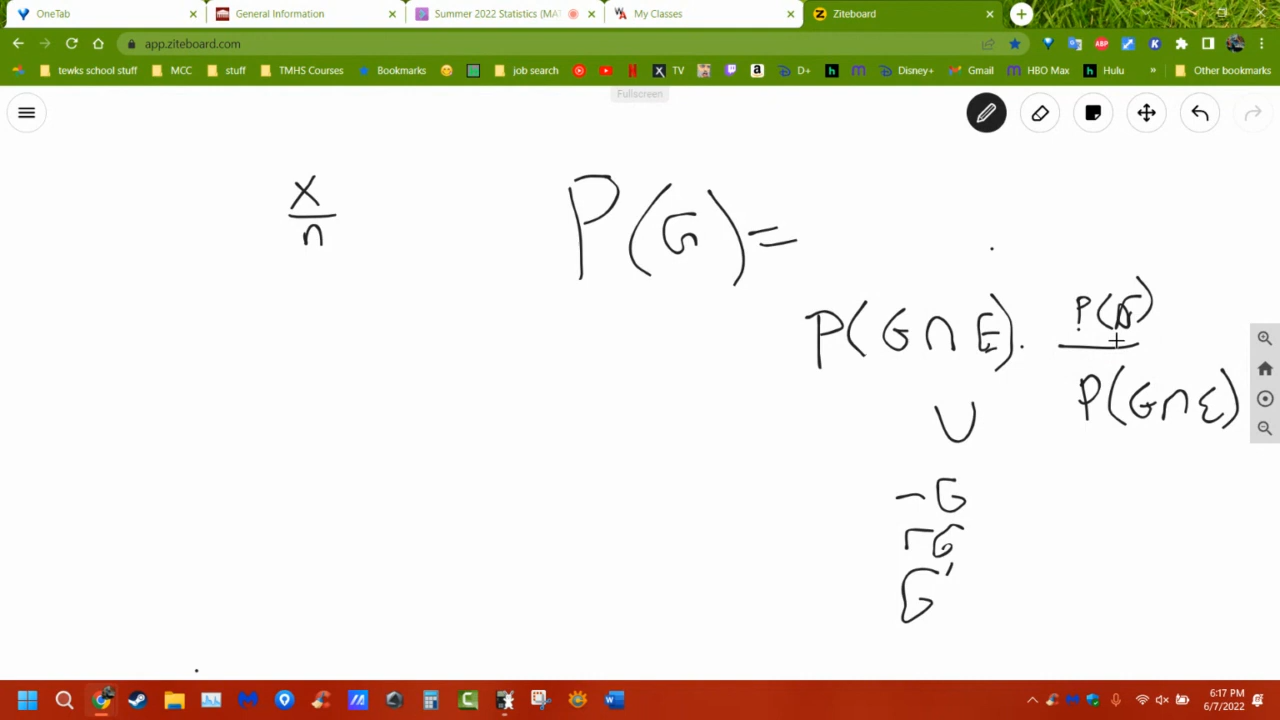 OneTab
General Information
Summer 2022 Statistics (MAT
My Classes
Ziteboard
app.ziteboard.com
tewks school stuff
MCC
stuff
TMHS Courses
Bookmarks
job search
TV
D+
Disney+
Gmail
HBO Max
Hulu
»
Other bookmarks
Fullscreen
x
n
P(G)=
P(G∩E).
P(G∩E)
∪
¬G
G'
6:17 PM
6/7/2022